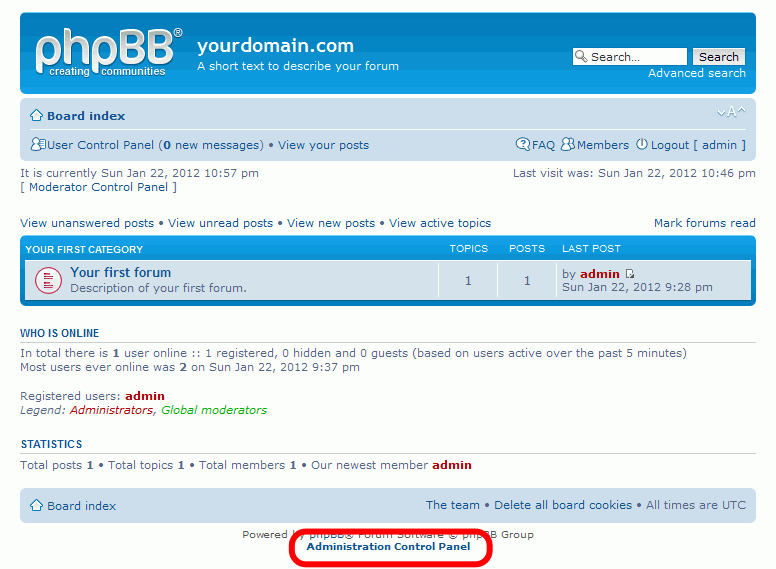 phpBB®
creating communities
yourdomain.com
A short text to describe your forum
Search... Search
Advanced search
Board index
A
User Control Panel (0 new messages) • View your posts FAQ Members Logout [ admin ]
It is currently Sun Jan 22, 2012 10:57 pm Last visit was: Sun Jan 22, 2012 10:46 pm
[ Moderator Control Panel ]
View unanswered posts • View unread posts • View new posts • View active topics Mark forums read
YOUR FIRST CATEGORY TOPICS POSTS LAST POST
Your first forum
Description of your first forum.
1 1
by admin
Sun Jan 22, 2012 9:28 pm
WHO IS ONLINE
In total there is 1 user online :: 1 registered, 0 hidden and 0 guests (based on users active over the past 5 minutes)
Most users ever online was 2 on Sun Jan 22, 2012 9:37 pm
Registered users: admin
Legend: Administrators, Global moderators
STATISTICS
Total posts 1 • Total topics 1 • Total members 1 • Our newest member admin
Board index The team • Delete all board cookies • All times are UTC
Powered by phpBB® Forum Software © phpBB Group
Administration Control Panel